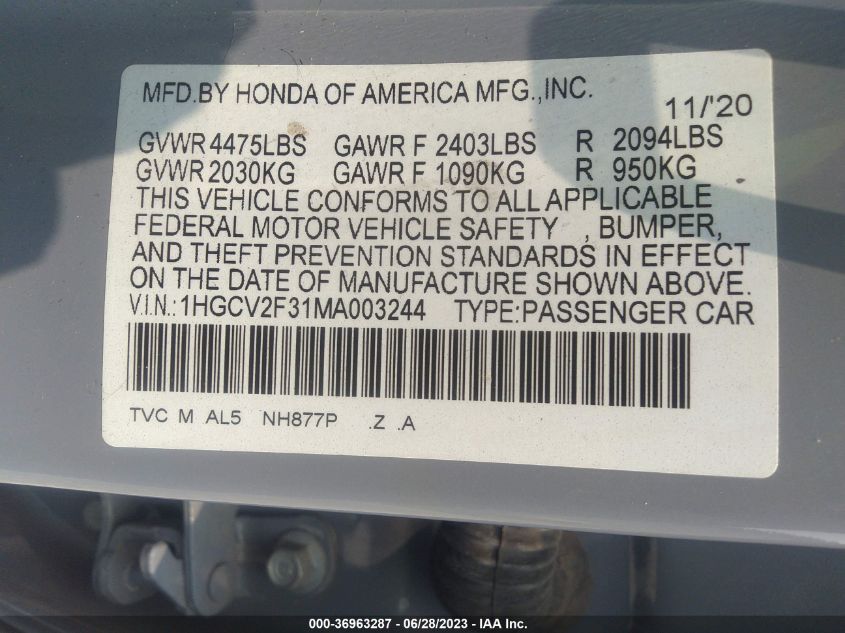 MFD.BY HONDA OF AMERICA MFG.,INC.
11/'20
GVWR 4475LBS GAWR F 2403LBS R 2094LBS
GVWR 2030KG GAWR F 1090KG R 950KG
THIS VEHICLE CONFORMS TO ALL APPLICABLE
FEDERAL MOTOR VEHICLE SAFETY , BUMPER,
AND THEFT PREVENTION STANDARDS IN EFFECT
ON THE DATE OF MANUFACTURE SHOWN ABOVE.
V.I.N.:1HGCV2F31MA003244 TYPE:PASSENGER CAR
TVC M AL5 NH877P .Z .A
000-36963287 - 06/28/2023 - IAA Inc.